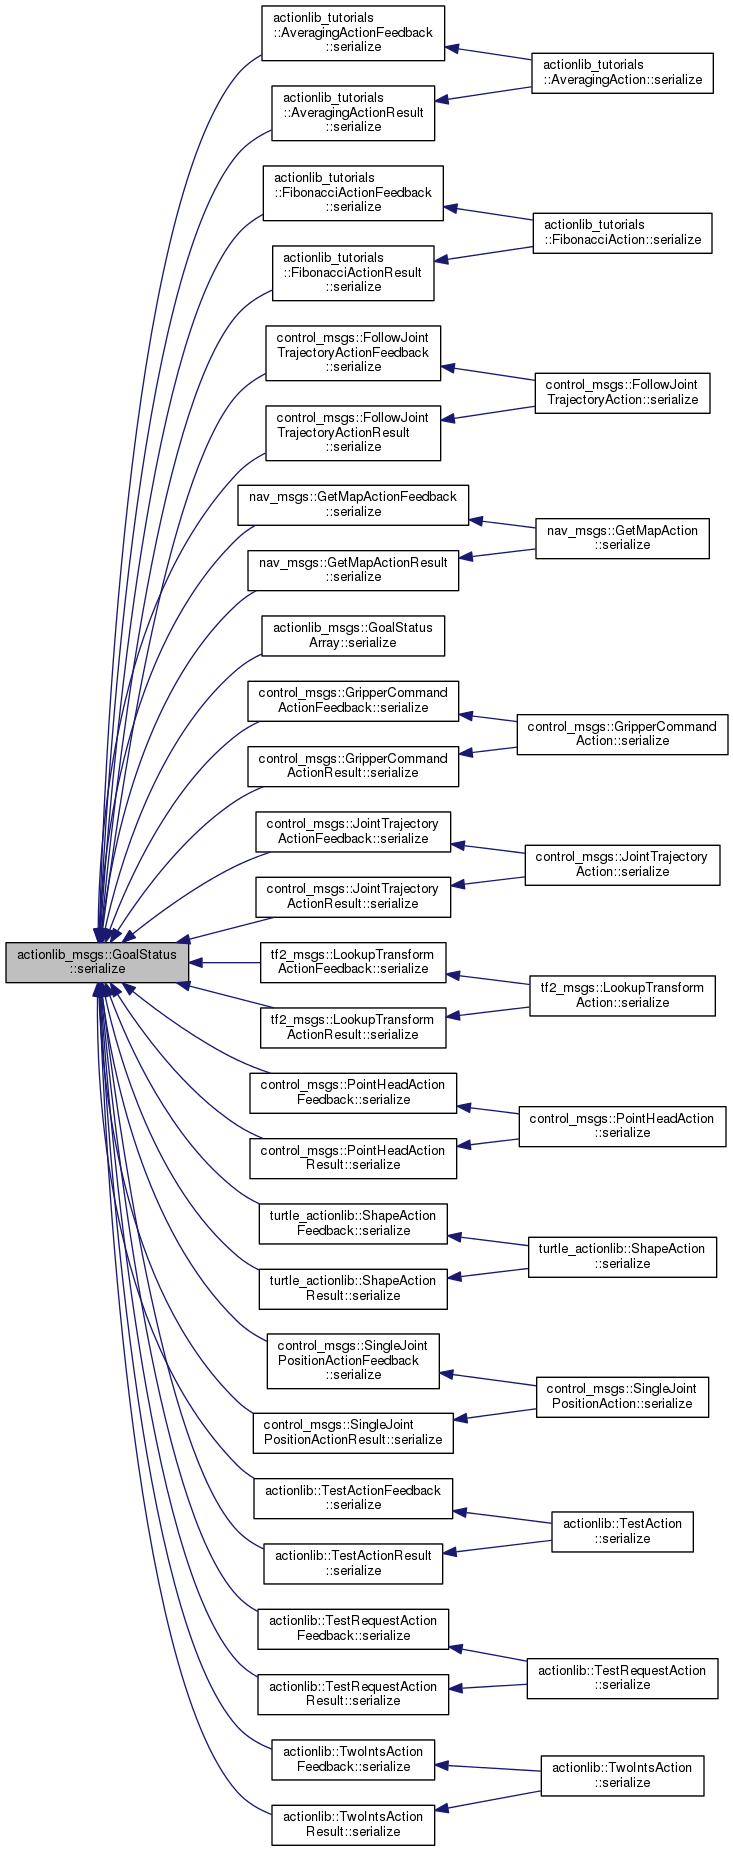 actionlib_tutorials
::AveragingActionFeedback
::serialize
actionlib_tutorials
::AveragingAction::serialize
actionlib_tutorials
::AveragingActionResult
::serialize
actionlib_tutorials
::FibonacciActionFeedback
::serialize
actionlib_tutorials
::FibonacciAction::serialize
actionlib_tutorials
::FibonacciActionResult
::serialize
control_msgs::FollowJoint
TrajectoryActionFeedback
::serialize
control_msgs::FollowJoint
TrajectoryAction::serialize
control_msgs::FollowJoint
TrajectoryActionResult
::serialize
nav_msgs::GetMapActionFeedback
::serialize
nav_msgs::GetMapAction
::serialize
nav_msgs::GetMapActionResult
::serialize
actionlib_msgs::GoalStatus
Array::serialize
control_msgs::GripperCommand
ActionFeedback::serialize
control_msgs::GripperCommand
Action::serialize
control_msgs::GripperCommand
ActionResult::serialize
control_msgs::JointTrajectory
ActionFeedback::serialize
control_msgs::JointTrajectory
Action::serialize
control_msgs::JointTrajectory
ActionResult::serialize
actionlib_msgs::GoalStatus
::serialize
tf2_msgs::LookupTransform
ActionFeedback::serialize
tf2_msgs::LookupTransform
Action::serialize
tf2_msgs::LookupTransform
ActionResult::serialize
control_msgs::PointHeadAction
Feedback::serialize
control_msgs::PointHeadAction
::serialize
control_msgs::PointHeadAction
Result::serialize
turtle_actionlib::ShapeAction
Feedback::serialize
turtle_actionlib::ShapeAction
::serialize
turtle_actionlib::ShapeAction
Result::serialize
control_msgs::SingleJoint
PositionActionFeedback
::serialize
control_msgs::SingleJoint
PositionAction::serialize
control_msgs::SingleJoint
PositionActionResult::serialize
actionlib::TestActionFeedback
::serialize
actionlib::TestAction
::serialize
actionlib::TestActionResult
::serialize
actionlib::TestRequestAction
Feedback::serialize
actionlib::TestRequestAction
::serialize
actionlib::TestRequestAction
Result::serialize
actionlib::TwoIntsAction
Feedback::serialize
actionlib::TwoIntsAction
::serialize
actionlib::TwoIntsAction
Result::serialize